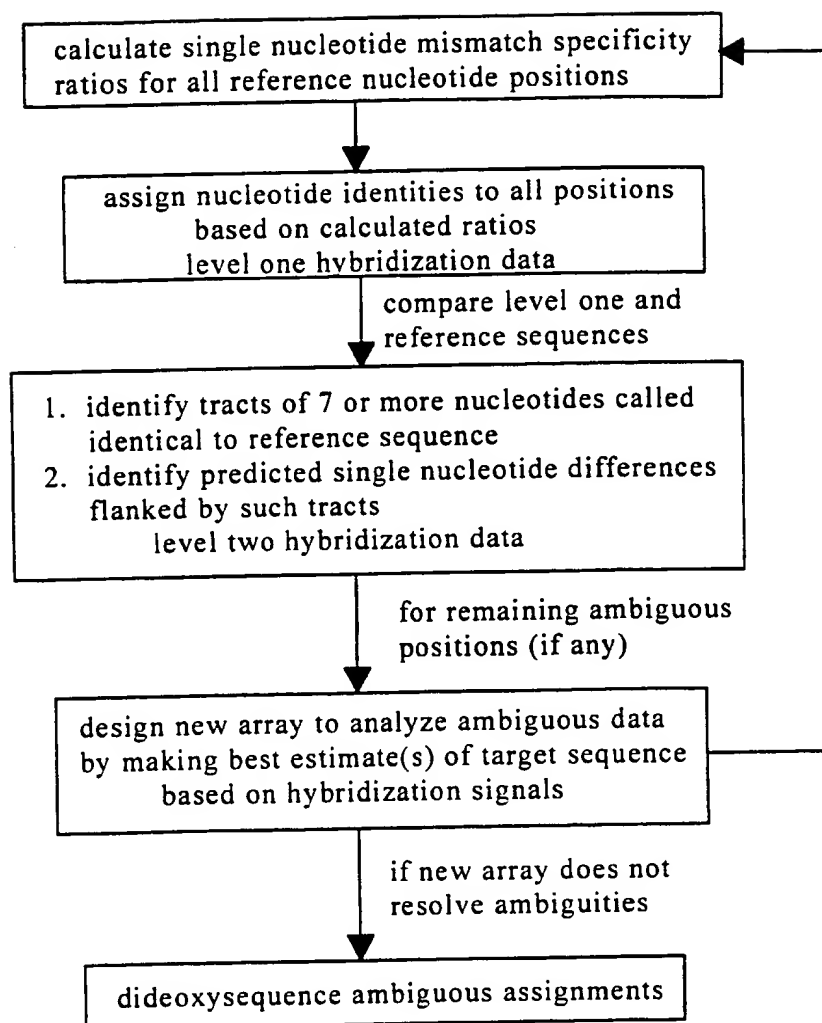 calculate single nucleotide mismatch specificity
ratios for all reference nucleotide positions
assign nucleotide identities to all positions
based on calculated ratios
level one hybridization data
compare level one and
reference sequences
1. identify tracts of 7 or more nucleotides called
identical to reference sequence
2. identify predicted single nucleotide differences
flanked by such tracts
level two hybridization data
for remaining ambiguous
positions (if any)
design new array to analyze ambiguous data
by making best estimate(s) of target sequence
based on hybridization signals
if new array does not
resolve ambiguities
dideoxysequence ambiguous assignments